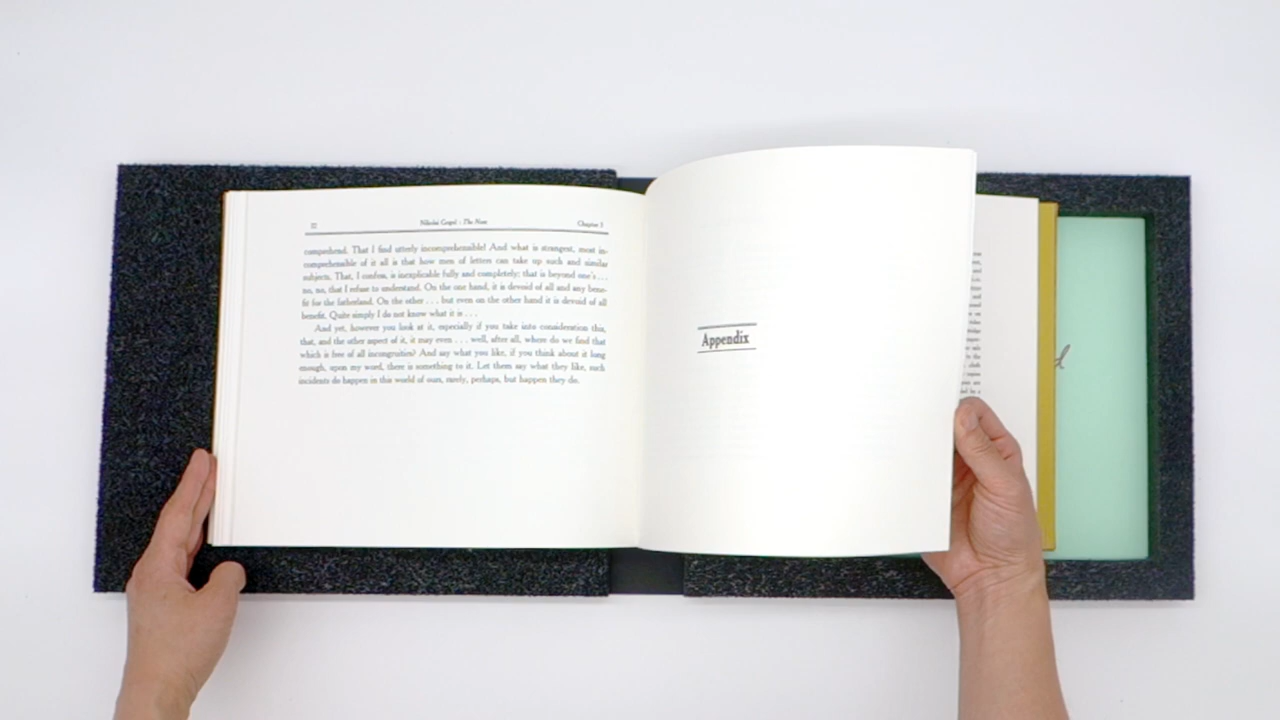 32 Nikolai Gogol - The Nose Chapter 3
comprehend. That I find utterly incomprehensible! And what is strangest, most in-
comprehensible of it all is that how men of letters can take up such and similar
subjects. That, I confess, is inexplicable fully and completely; that is beyond one's . . .
no, no, that I refuse to understand. On the one hand, it is devoid of all and any bene-
fit for the fatherland. On the other . . . but even on the other hand it is devoid of all
benefit. Quite simply I do not know what it is . . .
And yet, however you look at it, especially if you take into consideration this,
that, and the other aspect of it, it may even . . . well, after all, where do we find that
which is free of all incongruities? And say what you like, if you think about it long
enough, upon my word, there is something to it. Let them say what they like, such
incidents do happen in this world of ours, rarely, perhaps, but happen they do.
Appendix